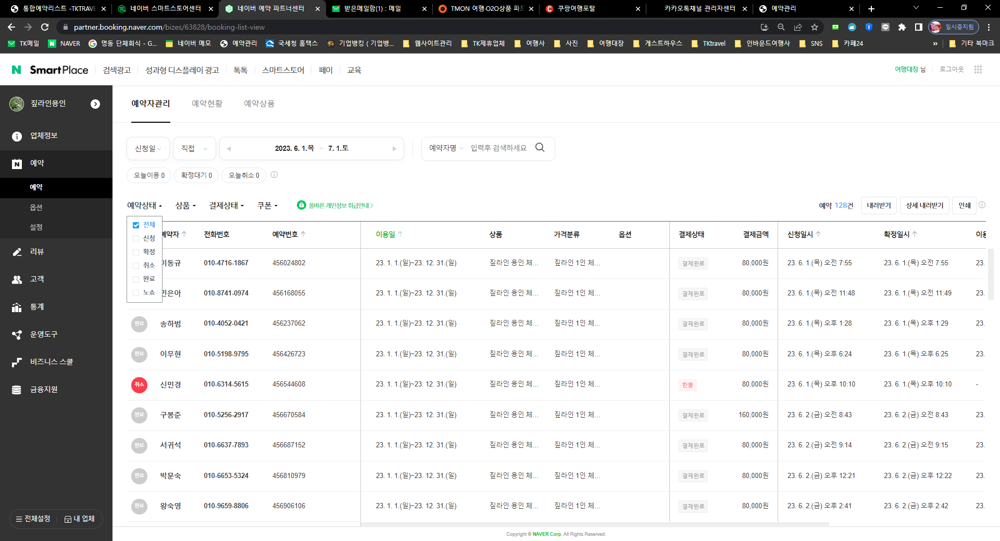 통합예약리스트 -TKTRAVE
네이버 스마트스토어센터
네이버 예약 파트너센터
받은메일함(1) : 메일
TMON 여행·O2O상품 파트
쿠팡여행포탈
카카오톡채널 관리자센터
예약관리
partner.booking.naver.com/bizes/63828/booking-list-view
일시중지됨
TK메일 NAVER 명동 단체회식 - G... 네이버 메모 예약관리 국세청 홈택스 기업뱅킹 ( 기업뱅... 웹사이트관리 TK제휴업체 여행사 사진 여행대장 게스트하우스 TKtravel 인바운드여행사 SNS 카페24 » 기타 북마크
N SmartPlace 검색광고 성과형 디스플레이 광고 톡톡 스마트스토어 페이 교육 여행대장 님 로그아웃
짚라인용인
업체정보
예약
예약
옵션
설정
리뷰
고객
통계
운영도구
비즈니스 스쿨
금융지원
전체설정 내 업체
예약자관리 예약현황 예약상품
신청일 직접 2023. 6. 1.목 ~ 7. 1.토 예약자명 입력후 검색하세요
오늘이용 0 확정대기 0 오늘취소 0
예약상태 상품 결제상태 쿠폰 올바른 개인정보 취급안내 예약 128건 내려받기 상세 내려받기 인쇄
전체
신청
확정
취소
완료
노쇼
예약자 전화번호 예약번호 이용일 상품 가격분류 옵션 결제상태 결제금액 신청일시 확정일시 이용
이동규 010-4716-1867 456024802 23. 1. 1.(일)~23. 12. 31.(일) 짚라인 용인 체... 짚라인 1인 체... 결제완료 80,000원 23. 6. 1.(목) 오전 7:55 23. 6. 1.(목) 오전 7:55 23.
민은아 010-8741-0974 456168055 23. 1. 1.(일)~23. 12. 31.(일) 짚라인 용인 체... 짚라인 1인 체... 결제완료 80,000원 23. 6. 1.(목) 오전 11:48 23. 6. 1.(목) 오전 11:49 23.
완료 송하범 010-4052-0421 456237062 23. 1. 1.(일)~23. 12. 31.(일) 짚라인 용인 체... 짚라인 1인 체... 결제완료 80,000원 23. 6. 1.(목) 오후 1:28 23. 6. 1.(목) 오후 1:29 23.
완료 이무현 010-5198-9795 456426723 23. 1. 1.(일)~23. 12. 31.(일) 짚라인 용인 체... 짚라인 1인 체... 결제완료 80,000원 23. 6. 1.(목) 오후 6:24 23. 6. 1.(목) 오후 6:25 23.
취소 신민경 010-6314-5615 456544608 23. 1. 1.(일)~23. 12. 31.(일) 짚라인 용인 체... 짚라인 1인 체... 환불 80,000원 23. 6. 1.(목) 오후 10:10 23. 6. 1.(목) 오후 10:10 -
완료 구봉준 010-5256-2917 456670584 23. 1. 1.(일)~23. 12. 31.(일) 짚라인 용인 체... 짚라인 1인 체... 결제완료 160,000원 23. 6. 2.(금) 오전 8:43 23. 6. 2.(금) 오전 8:43 23.
완료 서귀석 010-6637-7893 456687152 23. 1. 1.(일)~23. 12. 31.(일) 짚라인 용인 체... 짚라인 1인 체... 결제완료 80,000원 23. 6. 2.(금) 오전 9:14 23. 6. 2.(금) 오전 9:15 23.
완료 박문숙 010-6653-5324 456810979 23. 1. 1.(일)~23. 12. 31.(일) 짚라인 용인 체... 짚라인 1인 체... 결제완료 80,000원 23. 6. 2.(금) 오후 12:21 23. 6. 2.(금) 오후 12:22 23.
완료 왕숙영 010-9659-8806 456906106 23. 1. 1.(일)~23. 12. 31.(일) 짚라인 용인 체... 짚라인 1인 체... 결제완료 80,000원 23. 6. 2.(금) 오후 2:41 23. 6. 2.(금) 오후 2:42 23.
Copyright © NAVER Corp. All Rights Reserved.